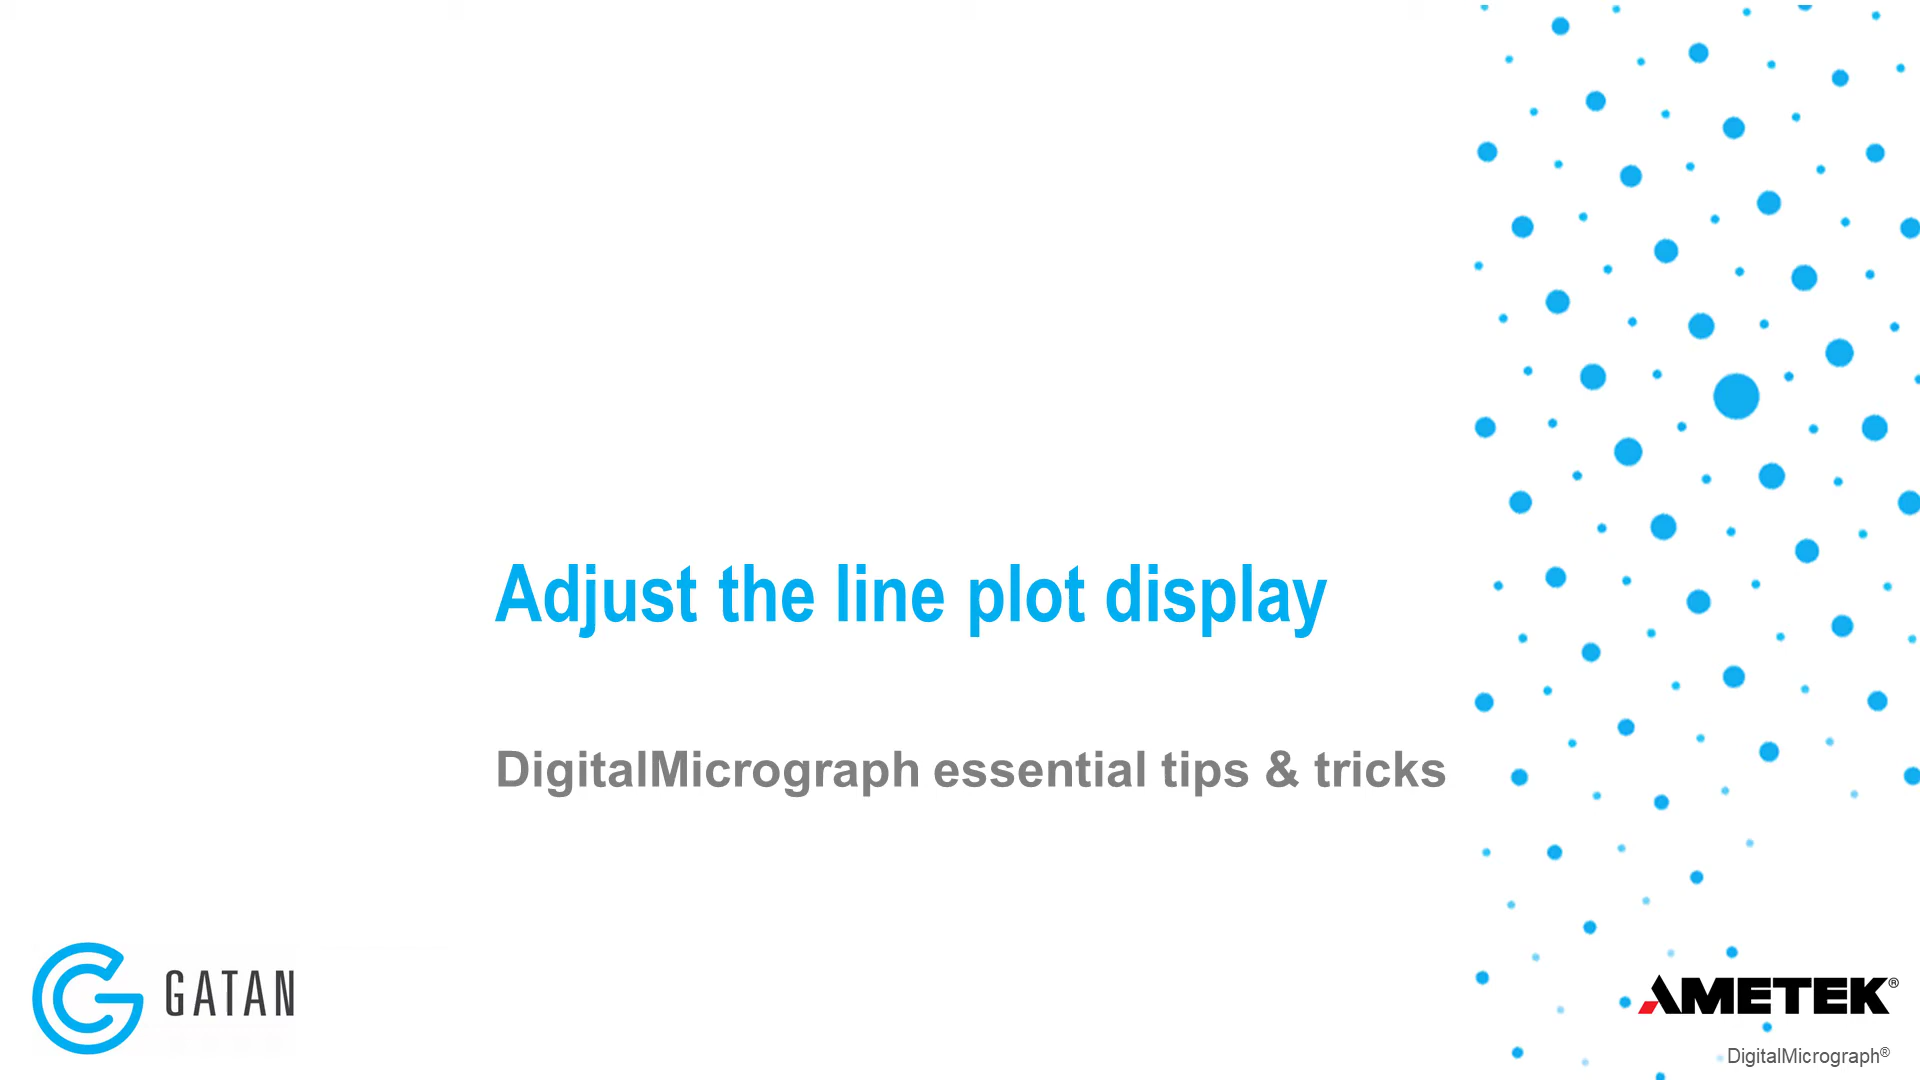 Adjust the line plot display
DigitalMicrograph essential tips & tricks
GATAN
AMETEK®
DigitalMicrograph®